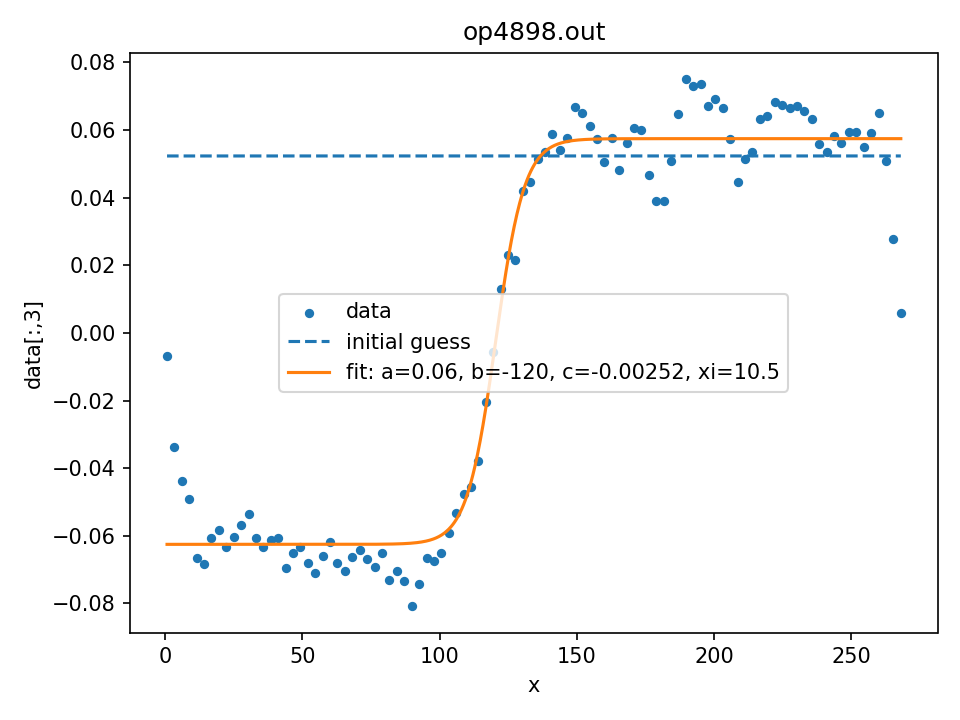 op4898.out
0.08
0.06
0.04
0.02
0.00
−0.02
−0.04
−0.06
−0.08
data[:,3]
data
initial guess
fit: a=0.06, b=-120, c=-0.00252, xi=10.5
0 50 100 150 200 250
x